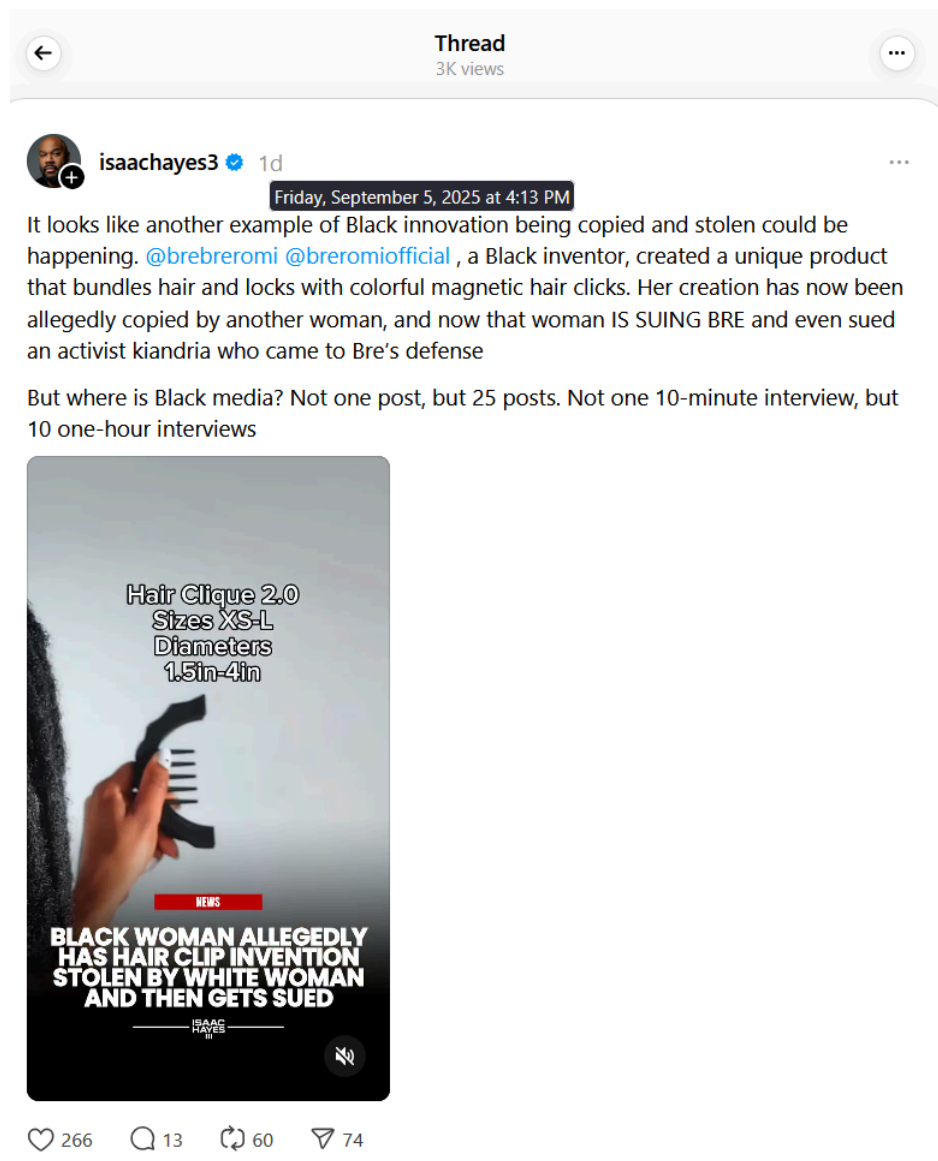 Thread
3K views
isaachayes3 1d
Friday, September 5, 2025 at 4:13 PM
It looks like another example of Black innovation being copied and stolen could be
happening. @brebreromi @breromiofficial , a Black inventor, created a unique product
that bundles hair and locks with colorful magnetic hair clicks. Her creation has now been
allegedly copied by another woman, and now that woman IS SUING BRE and even sued
an activist kiandria who came to Bre’s defense
But where is Black media? Not one post, but 25 posts. Not one 10-minute interview, but
10 one-hour interviews
Hair Clique 2.0
Sizes XS-L
Diameters
1.5in-4in
NEWS
BLACK WOMAN ALLEGEDLY
HAS HAIR CLIP INVENTION
STOLEN BY WHITE WOMAN
AND THEN GETS SUED
ISAAC
HAYES
III
266 13 60 74